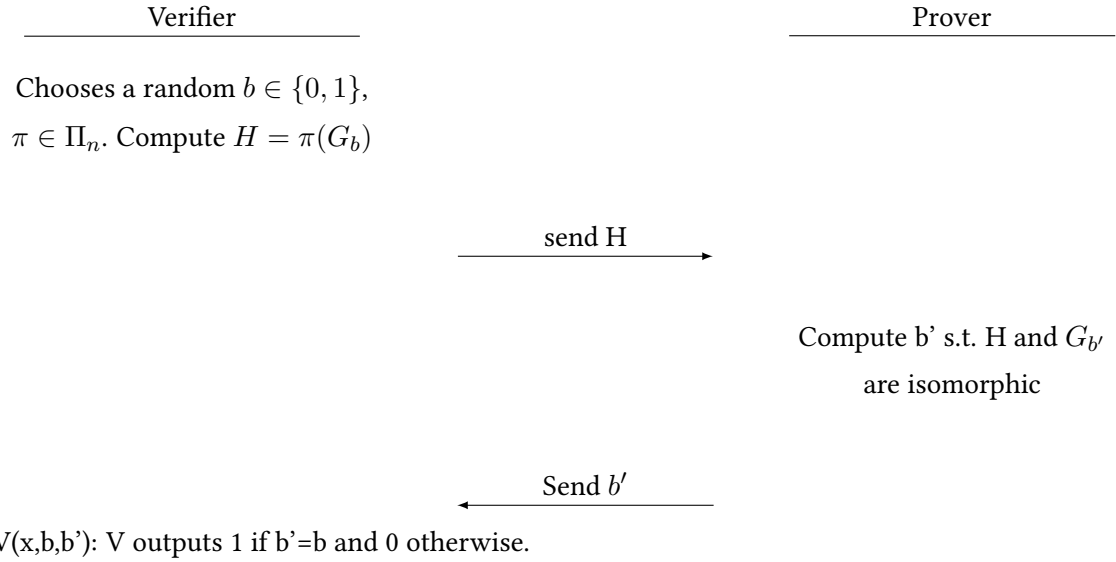 Verifier
Prover
Chooses a random b ∈ {0, 1},
π ∈ Πₙ. Compute H = π(G_b)
send H
Compute b’ s.t. H and G_{b′}
are isomorphic
Send b′
V(x,b,b’): V outputs 1 if b’=b and 0 otherwise.